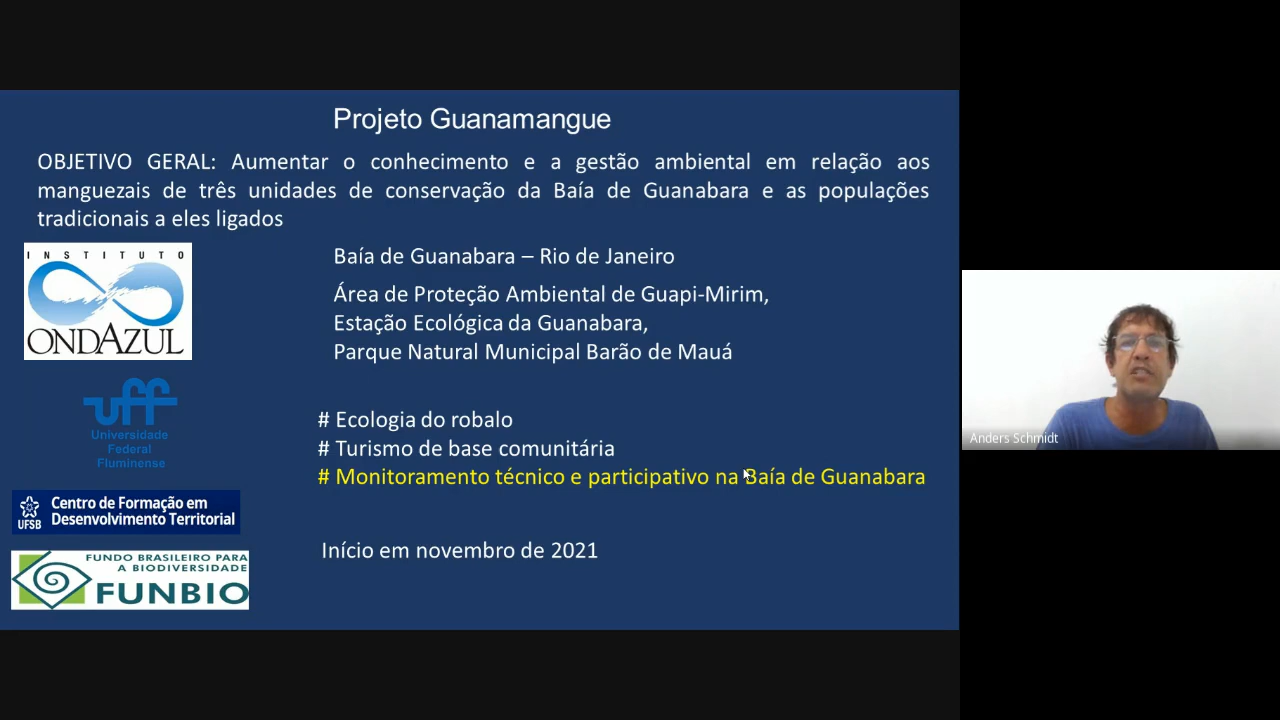 Projeto Guanamangue
OBJETIVO GERAL: Aumentar o conhecimento e a gestão ambiental em relação aos
manguezais de três unidades de conservação da Baía de Guanabara e as populações
tradicionais a eles ligados
INSTITUTO
ONDAZUL
Baía de Guanabara – Rio de Janeiro
Área de Proteção Ambiental de Guapi-Mirim,
Estação Ecológica da Guanabara,
Parque Natural Municipal Barão de Mauá
uff
Universidade
Federal
Fluminense
# Ecologia do robalo
# Turismo de base comunitária
# Monitoramento técnico e participativo na Baía de Guanabara
Anders Schmidt
UFSB
Centro de Formação em
Desenvolvimento Territorial
Início em novembro de 2021
FUNDO BRASILEIRO PARA
A BIODIVERSIDADE
FUNBIO